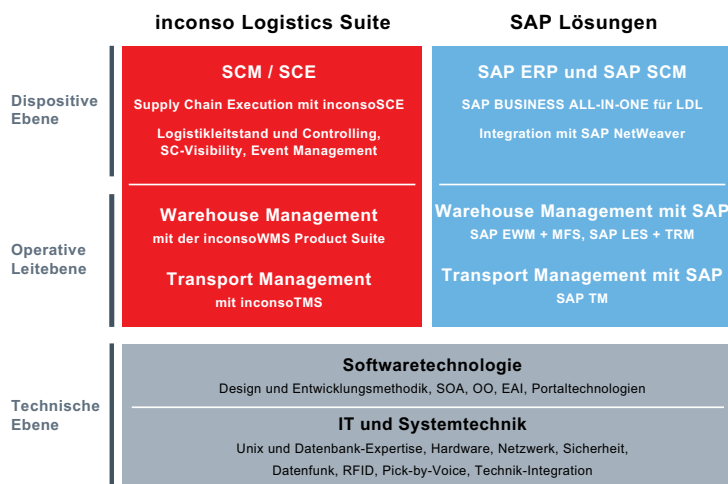 inconso Logistics Suite
SAP Lösungen
Dispositive
Ebene
SCM / SCE
Supply Chain Execution mit inconsoSCE
Logistikleitstand und Controlling,
SC-Visibility, Event Management
SAP ERP und SAP SCM
SAP BUSINESS ALL-IN-ONE für LDL
Integration mit SAP NetWeaver
Operative
Leitebene
Warehouse Management
mit der inconsoWMS Product Suite
Transport Management
mit inconsoTMS
Warehouse Management mit SAP
SAP EWM + MFS, SAP LES + TRM
Transport Management mit SAP
SAP TM
Technische
Ebene
Softwaretechnologie
Design und Entwicklungsmethodik, SOA, OO, EAI, Portaltechnologien
IT und Systemtechnik
Unix und Datenbank-Expertise, Hardware, Netzwerk, Sicherheit,
Datenfunk, RFID, Pick-by-Voice, Technik-Integration